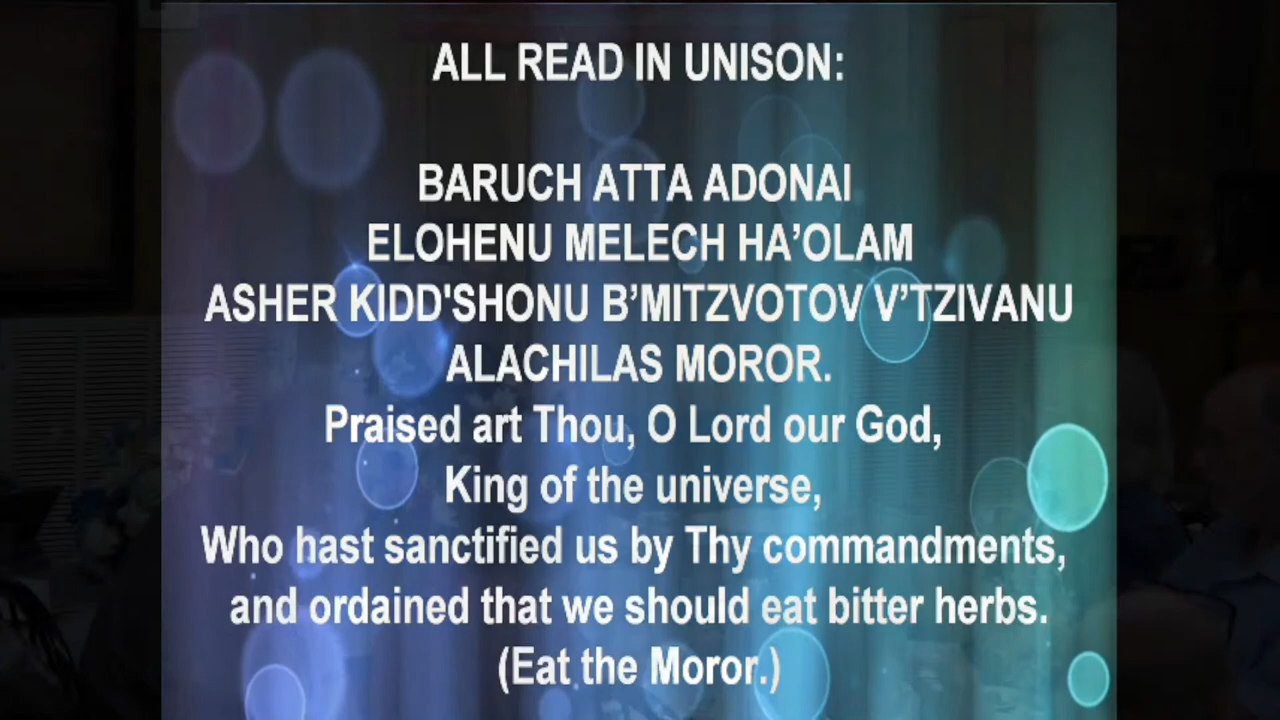 ALL READ IN UNISON:
BARUCH ATTA ADONAI
ELOHENU MELECH HA’OLAM
ASHER KIDD'SHONU B’MITZVOTOV V’TZIVANU
ALACHILAS MOROR.
Praised art Thou, O Lord our God,
King of the universe,
Who hast sanctified us by Thy commandments,
and ordained that we should eat bitter herbs.
(Eat the Moror.)